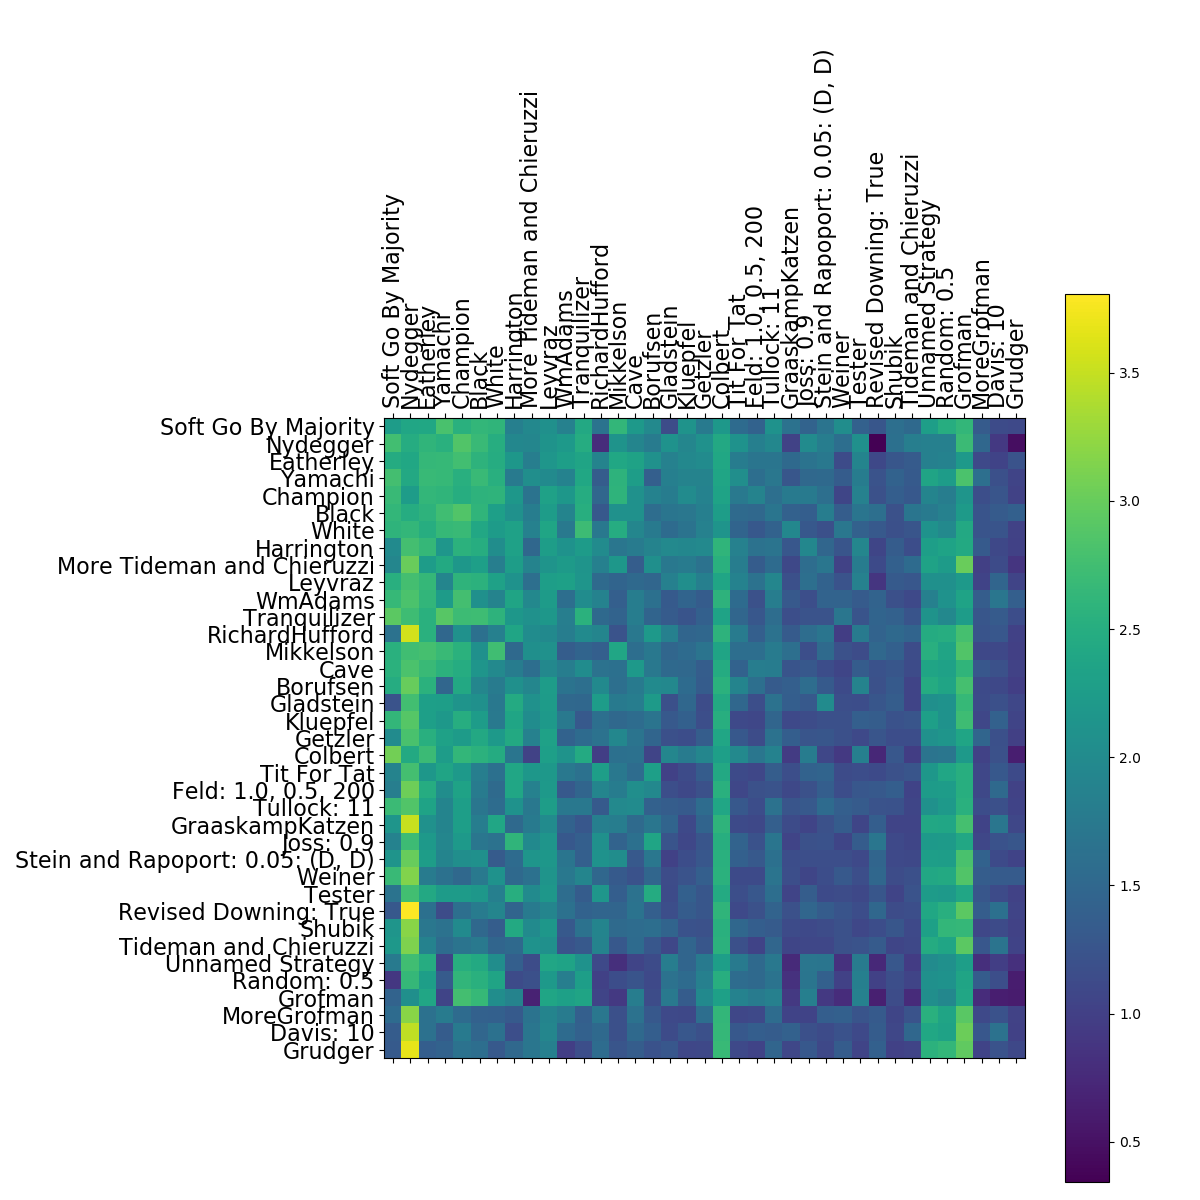 Soft Go By Majority
Nydegger
Eatherley
Yamachi
Champion
Black
White
Harrington
More Tideman and Chieruzzi
Leyvraz
WmAdams
Tranquilizer
RichardHufford
Mikkelson
Cave
Borufsen
Gladstein
Kluepfel
Getzler
Colbert
Tit For Tat
Feld: 1.0, 0.5, 200
Tullock: 11
GraaskampKatzen
Joss: 0.9
Stein and Rapoport: 0.05: (D, D)
Weiner
Tester
Revised Downing: True
Shubik
Tideman and Chieruzzi
Unnamed Strategy
Random: 0.5
Grofman
MoreGrofman
Davis: 10
Grudger
Soft Go By Majority
Nydegger
Eatherley
Yamachi
Champion
Black
White
Harrington
More Tideman and Chieruzzi
Leyvraz
WmAdams
Tranquilizer
RichardHufford
Mikkelson
Cave
Borufsen
Gladstein
Kluepfel
Getzler
Colbert
Tit For Tat
Feld: 1.0, 0.5, 200
Tullock: 11
GraaskampKatzen
Joss: 0.9
Stein and Rapoport: 0.05: (D, D)
Weiner
Tester
Revised Downing: True
Shubik
Tideman and Chieruzzi
Unnamed Strategy
Random: 0.5
Grofman
MoreGrofman
Davis: 10
Grudger
3.5
3.0
2.5
2.0
1.5
1.0
0.5